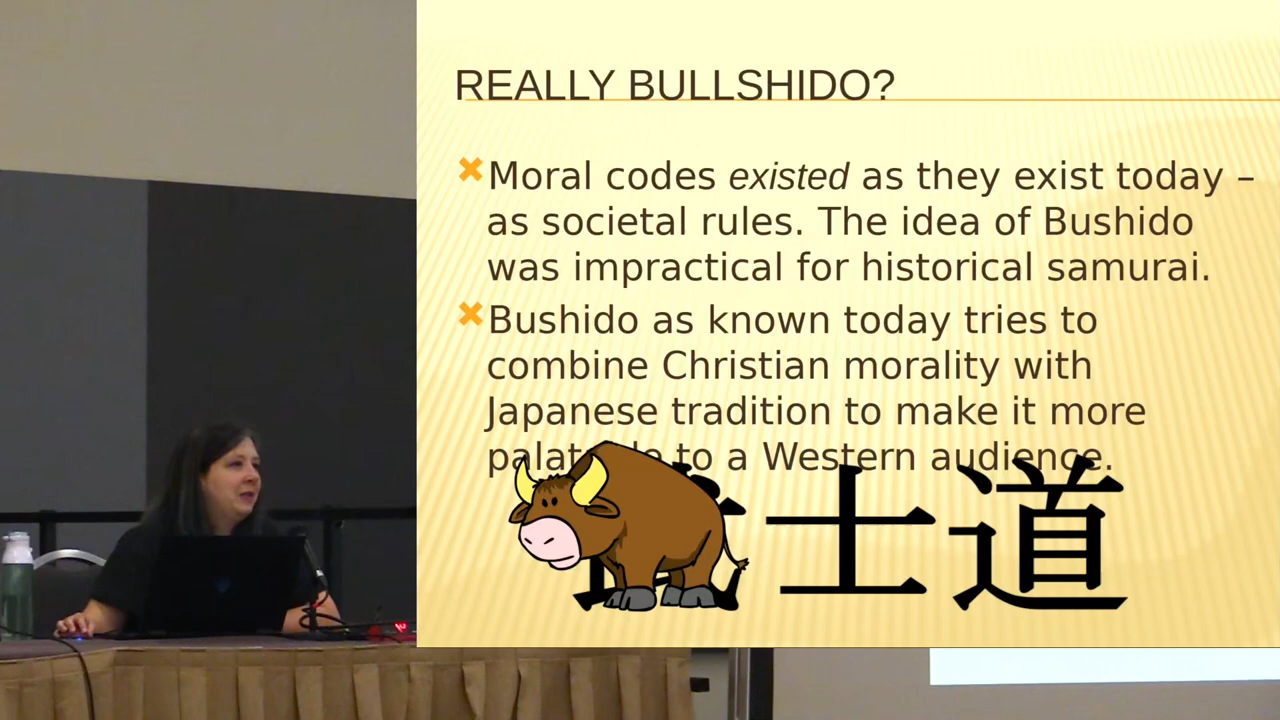 REALLY BULLSHIDO?
Moral codes existed as they exist today –
as societal rules. The idea of Bushido
was impractical for historical samurai.
Bushido as known today tries to
combine Christian morality with
Japanese tradition to make it more
to a Western audience.
士道